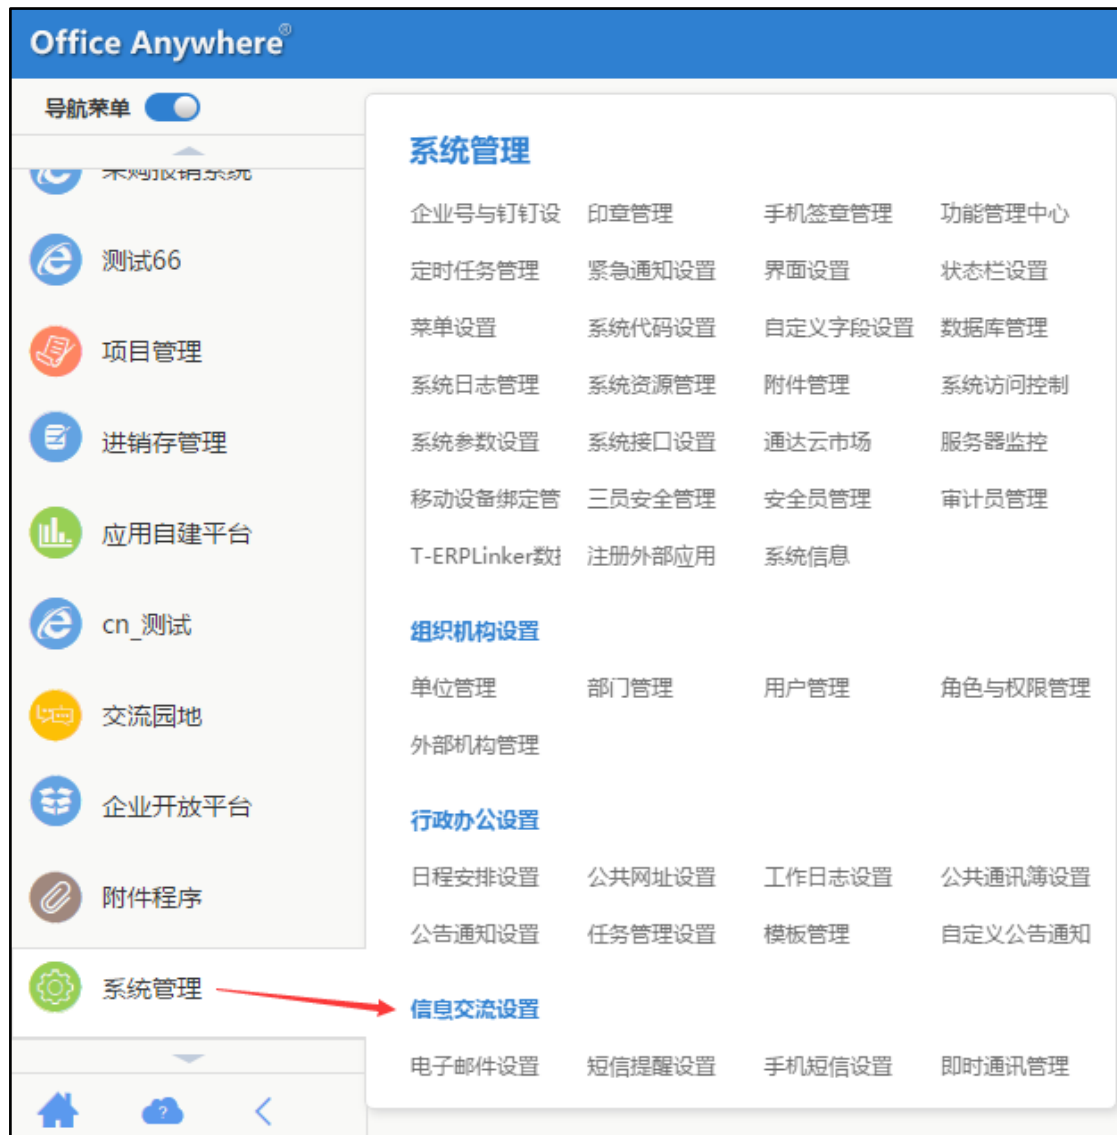 Office Anywhere®
导航菜单
采购报销系统
测试66
项目管理
进销存管理
应用自建平台
cn_测试
交流园地
企业开放平台
附件程序
系统管理
系统管理
企业号与钉钉设 印章管理 手机签章管理 功能管理中心
定时任务管理 紧急通知设置 界面设置 状态栏设置
菜单设置 系统代码设置 自定义字段设置 数据库管理
系统日志管理 系统资源管理 附件管理 系统访问控制
系统参数设置 系统接口设置 通达云市场 服务器监控
移动设备绑定管 三员安全管理 安全员管理 审计员管理
T-ERPLinker数据 注册外部应用 系统信息
组织机构设置
单位管理 部门管理 用户管理 角色与权限管理
外部机构管理
行政办公设置
日程安排设置 公共网址设置 工作日志设置 公共通讯簿设置
公告通知设置 任务管理设置 模板管理 自定义公告通知
信息交流设置
电子邮件设置 短信提醒设置 手机短信设置 即时通讯管理
?